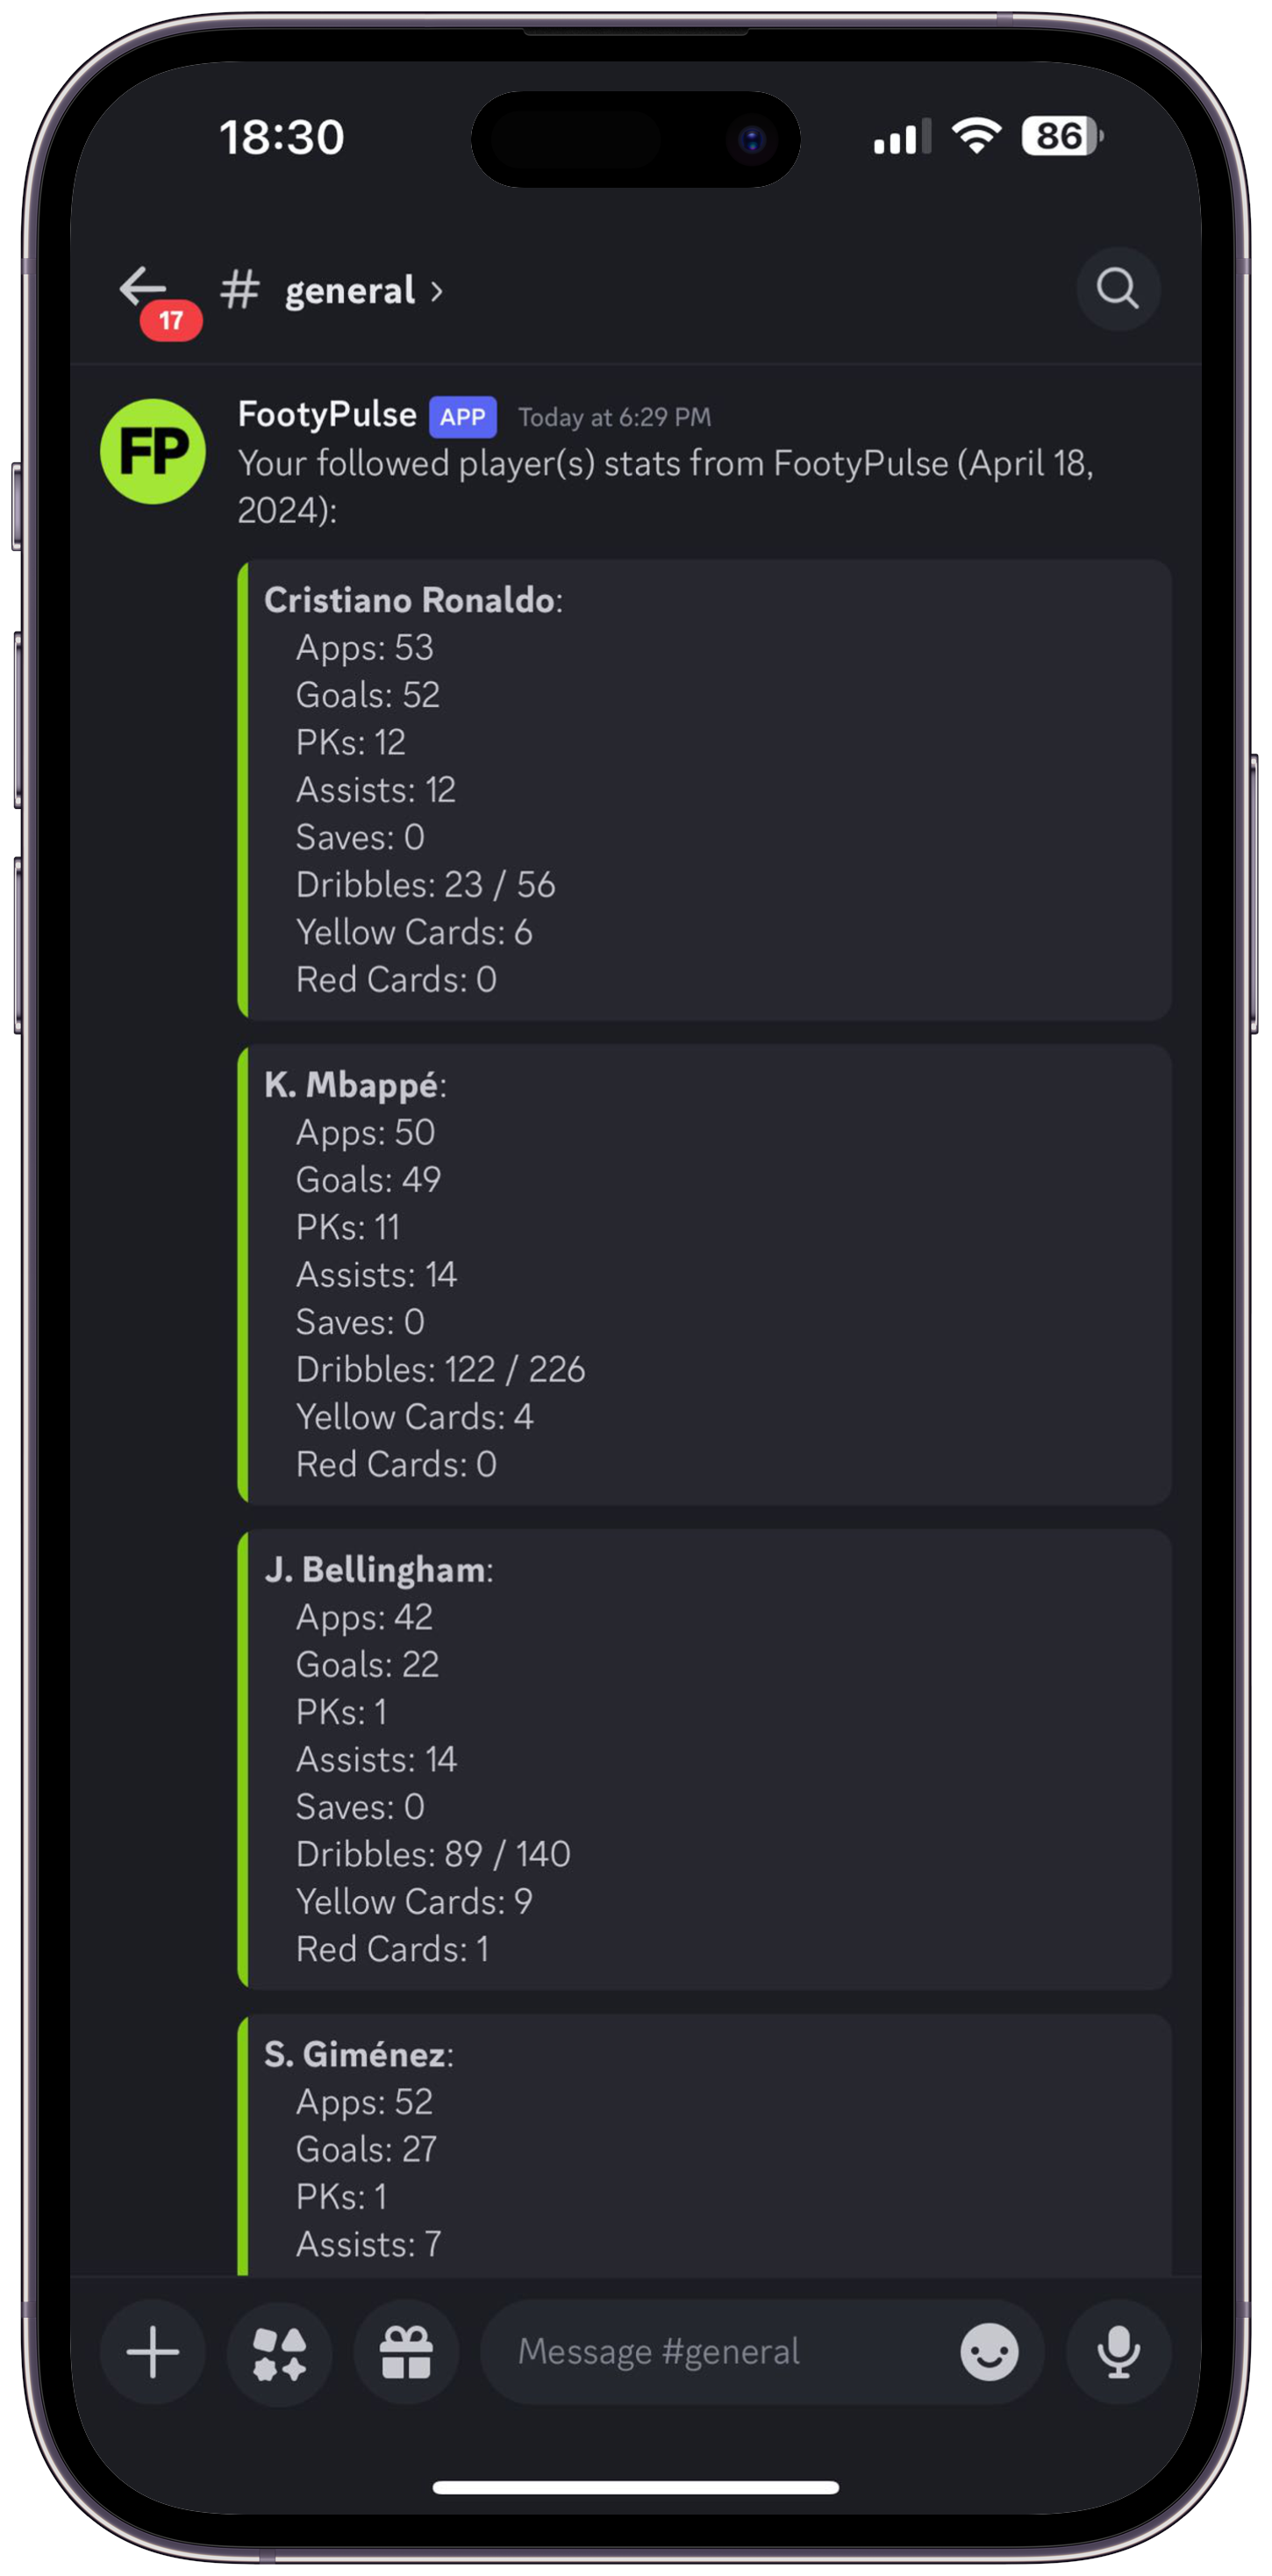 18:30
86
17
# general >
FP
FootyPulse APP Today at 6:29 PM
Your followed player(s) stats from FootyPulse (April 18,
2024):
Cristiano Ronaldo:
Apps: 53
Goals: 52
PKs: 12
Assists: 12
Saves: 0
Dribbles: 23 / 56
Yellow Cards: 6
Red Cards: 0
K. Mbappé:
Apps: 50
Goals: 49
PKs: 11
Assists: 14
Saves: 0
Dribbles: 122 / 226
Yellow Cards: 4
Red Cards: 0
J. Bellingham:
Apps: 42
Goals: 22
PKs: 1
Assists: 14
Saves: 0
Dribbles: 89 / 140
Yellow Cards: 9
Red Cards: 1
S. Giménez:
Apps: 52
Goals: 27
PKs: 1
Assists: 7
Message #general